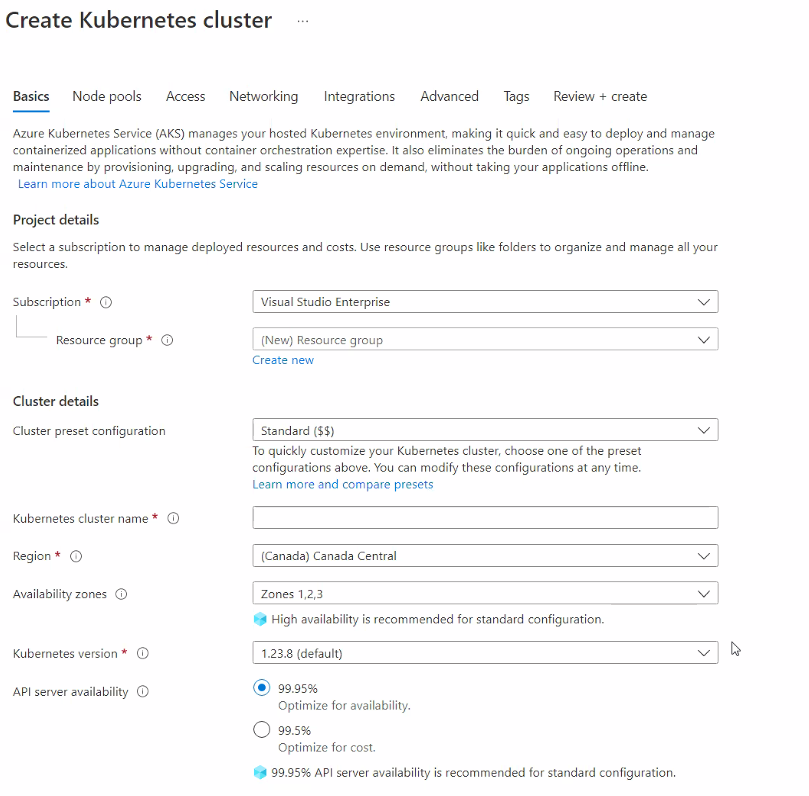 Create Kubernetes cluster ...
Basics Node pools Access Networking Integrations Advanced Tags Review + create
Azure Kubernetes Service (AKS) manages your hosted Kubernetes environment, making it quick and easy to deploy and manage
containerized applications without container orchestration expertise. It also eliminates the burden of ongoing operations and
maintenance by provisioning, upgrading, and scaling resources on demand, without taking your applications offline.
Learn more about Azure Kubernetes Service
Project details
Select a subscription to manage deployed resources and costs. Use resource groups like folders to organize and manage all your
resources.
Subscription * Visual Studio Enterprise
Resource group * (New) Resource group
Create new
Cluster details
Cluster preset configuration Standard ($$)
To quickly customize your Kubernetes cluster, choose one of the preset
configurations above. You can modify these configurations at any time.
Learn more and compare presets
Kubernetes cluster name *
Region * (Canada) Canada Central
Availability zones Zones 1,2,3
High availability is recommended for standard configuration.
Kubernetes version * 1.23.8 (default)
API server availability 99.95%
Optimize for availability.
99.5%
Optimize for cost.
99.95% API server availability is recommended for standard configuration.